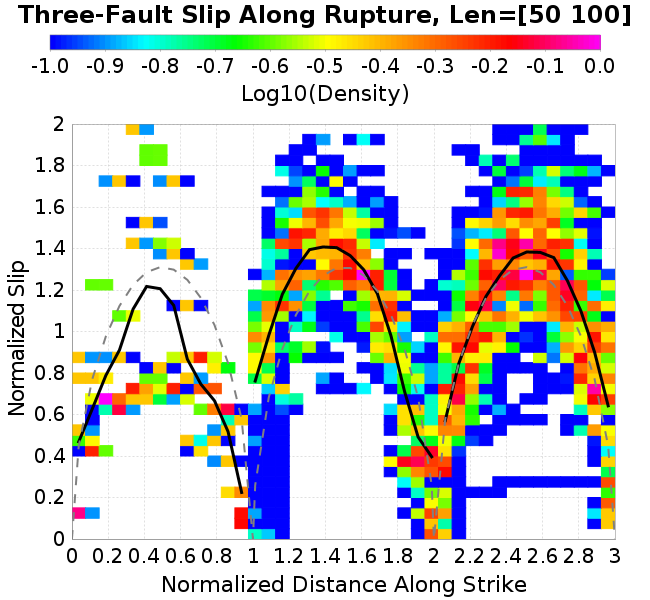 Three-Fault Slip Along Rupture, Len=[50 100]
-1.0 -0.9 -0.8 -0.7 -0.6 -0.5 -0.4 -0.3 -0.2 -0.1 0.0
Log10(Density)
2
1.8
1.6
1.4
1.2
1
0.8
0.6
0.4
0.2
0
Normalized Slip
0 0.2 0.4 0.6 0.8 1 1.2 1.4 1.6 1.8 2 2.2 2.4 2.6 2.8 3
Normalized Distance Along Strike